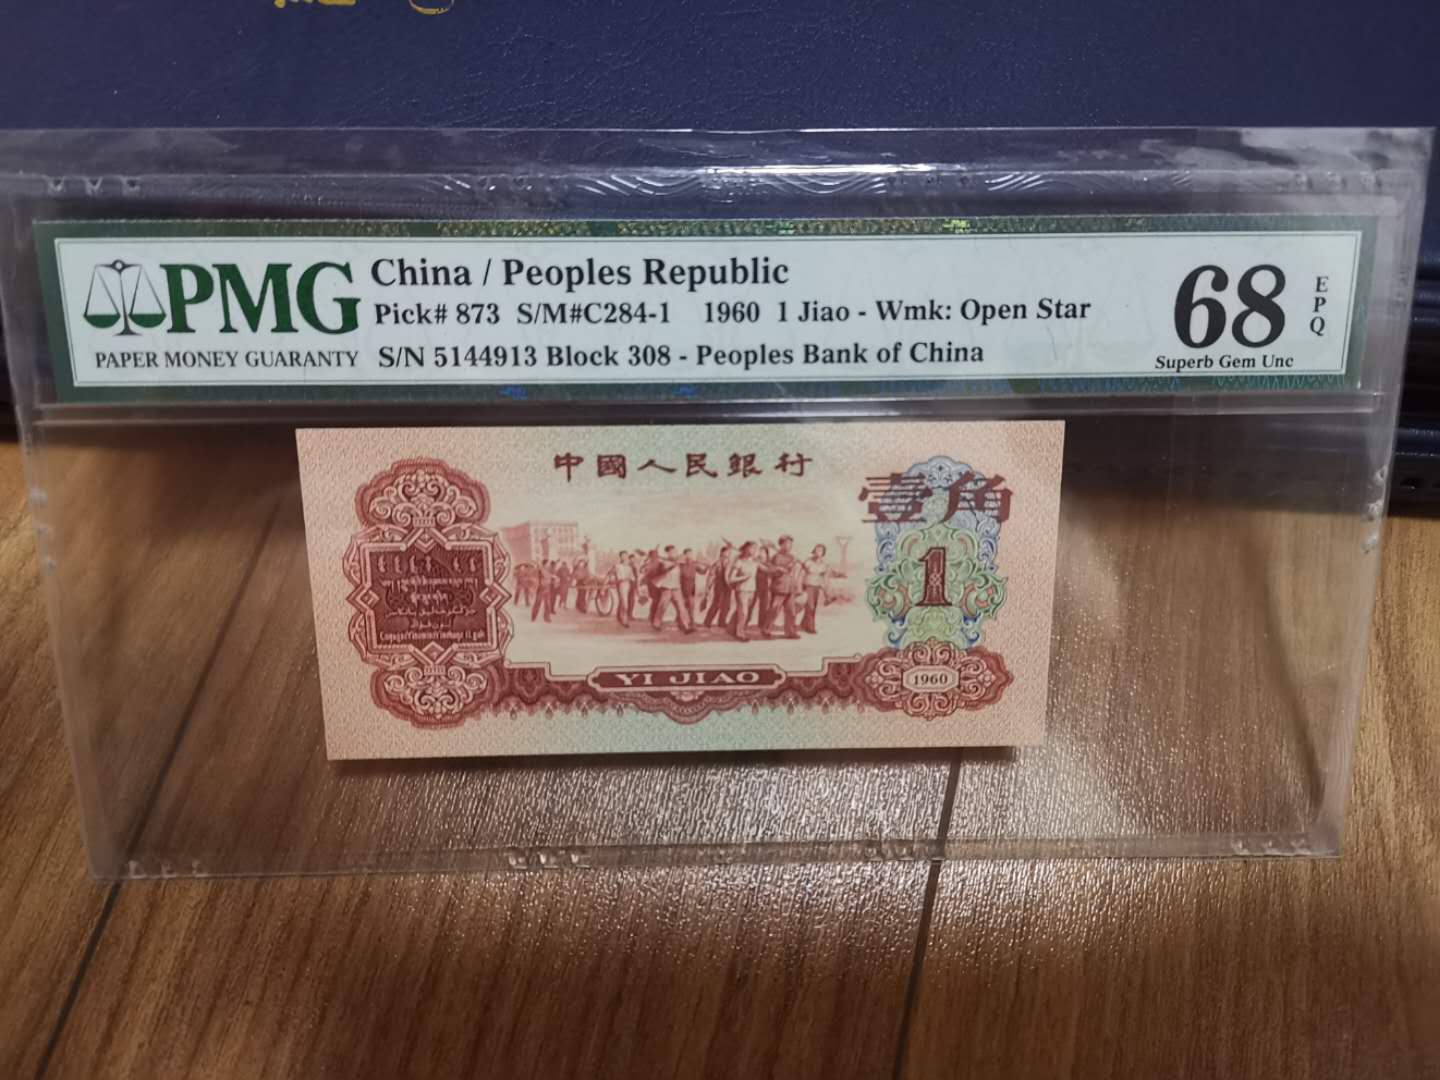 PMG
PAPER MONEY GUARANTY
China / Peoples Republic
Pick# 873 S/M#C284-1 1960 1 Jiao - Wmk: Open Star
S/N 5144913 Block 308 - Peoples Bank of China
68
EPQ
Superb Gem Unc
中國人民銀行
壹角
1
YI JIAO
1960